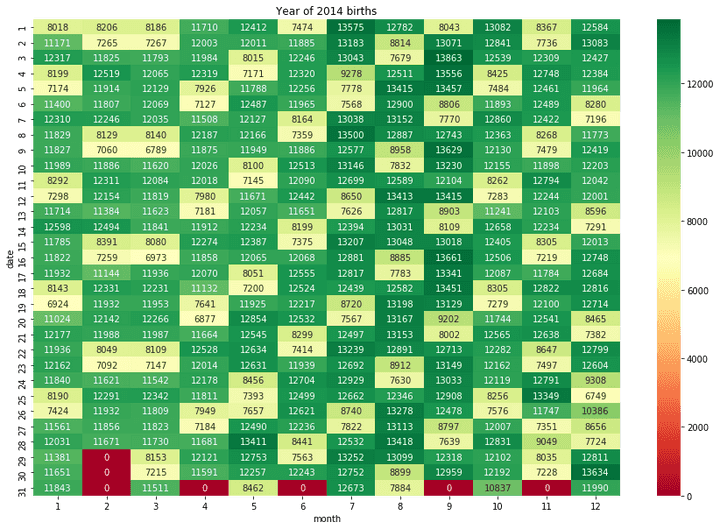 Year of 2014 births
1 8018 8206 8186 11710 12412 7474 13575 12782 8043 13082 8367 12584
2 11171 7265 7267 12003 12011 11885 13183 8814 13071 12841 7736 13083
3 12317 11825 11793 11984 8015 12246 13043 7679 13863 12539 12309 12427
4 8199 12519 12065 12319 7171 12320 9278 12511 13556 8425 12748 12384
5 7174 11914 12129 7926 11788 12256 7778 13415 13457 7484 12461 11964
6 11400 11807 12069 7127 12487 11965 7568 12900 8806 11893 12489 8280
7 12310 12246 12035 11508 12127 8164 13038 13152 7770 12860 12422 7196
8 11829 8129 8140 12187 12166 7359 13500 12887 12743 12363 8268 11773
9 11827 7060 6789 11875 11949 11886 12577 8958 13629 12130 7479 12419
10 11989 11886 11620 12026 8100 12513 13146 7832 13230 12155 11898 12203
11 8292 12311 12084 12018 7145 12090 12699 12589 12104 8262 12794 12042
12 7298 12154 11819 7980 11671 12442 8650 13413 13415 7283 12244 12001
13 11714 11384 11623 7181 12057 11651 7626 12817 8903 11241 12103 8596
14 12598 12494 11841 11912 12234 8199 12394 13031 8109 12658 12234 7291
15 11785 8391 8080 12274 12387 7375 13207 13048 13018 12405 8305 12013
16 11822 7259 6973 11858 12065 12068 12881 8885 13661 12506 7219 12748
17 11932 11144 11936 12070 8051 12555 12817 7783 13341 12087 11784 12684
18 8143 12331 12231 11132 7200 12524 12439 12582 13451 8305 12822 12816
19 6924 11932 11953 7641 11925 12217 8720 13198 13129 7279 12100 12714
20 11024 12142 12266 6877 12854 12532 7567 13167 9202 11744 12541 8465
21 12177 11988 11987 11664 12545 8299 12497 13153 8002 12565 12638 7382
22 11936 8049 8109 12528 12634 7414 13239 12891 12713 12282 8647 12799
23 12162 7092 7147 12014 12631 11939 12692 8912 13149 12162 7497 12604
24 11840 11621 11542 12178 8456 12704 12929 7630 13033 12119 12791 9308
25 8190 12291 12342 11811 7393 12499 12662 12346 12908 8256 13349 6749
26 7424 11932 11809 7949 7657 12621 8740 13278 12478 7576 11747 10386
27 11561 11856 11823 7184 12490 12236 7822 13113 8797 12007 7351 8656
28 12031 11671 11730 11681 13411 8441 12532 13418 7639 12831 9049 7724
29 11381 0 8153 12121 12753 7563 13252 13099 12318 12102 8035 12811
30 11651 0 7215 11591 12257 12243 12752 8899 12959 12192 7228 13634
31 11843 0 11511 0 8462 0 12673 7884 0 10837 0 11990
1 2 3 4 5 6 7 8 9 10 11 12
month
date
12000
10000
8000
6000
4000
2000
0